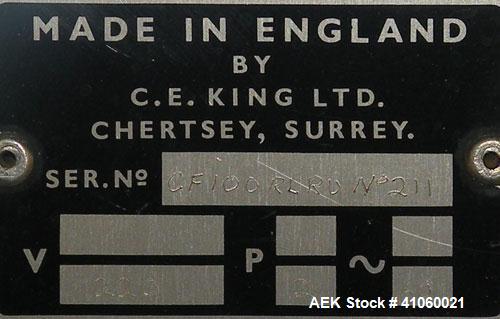 MADE IN ENGLAND
BY
C.E. KING LTD.
CHERTSEY, SURREY.
SER.Nº CF100RLRD Nº211
V P ~
AEK Stock # 41060021